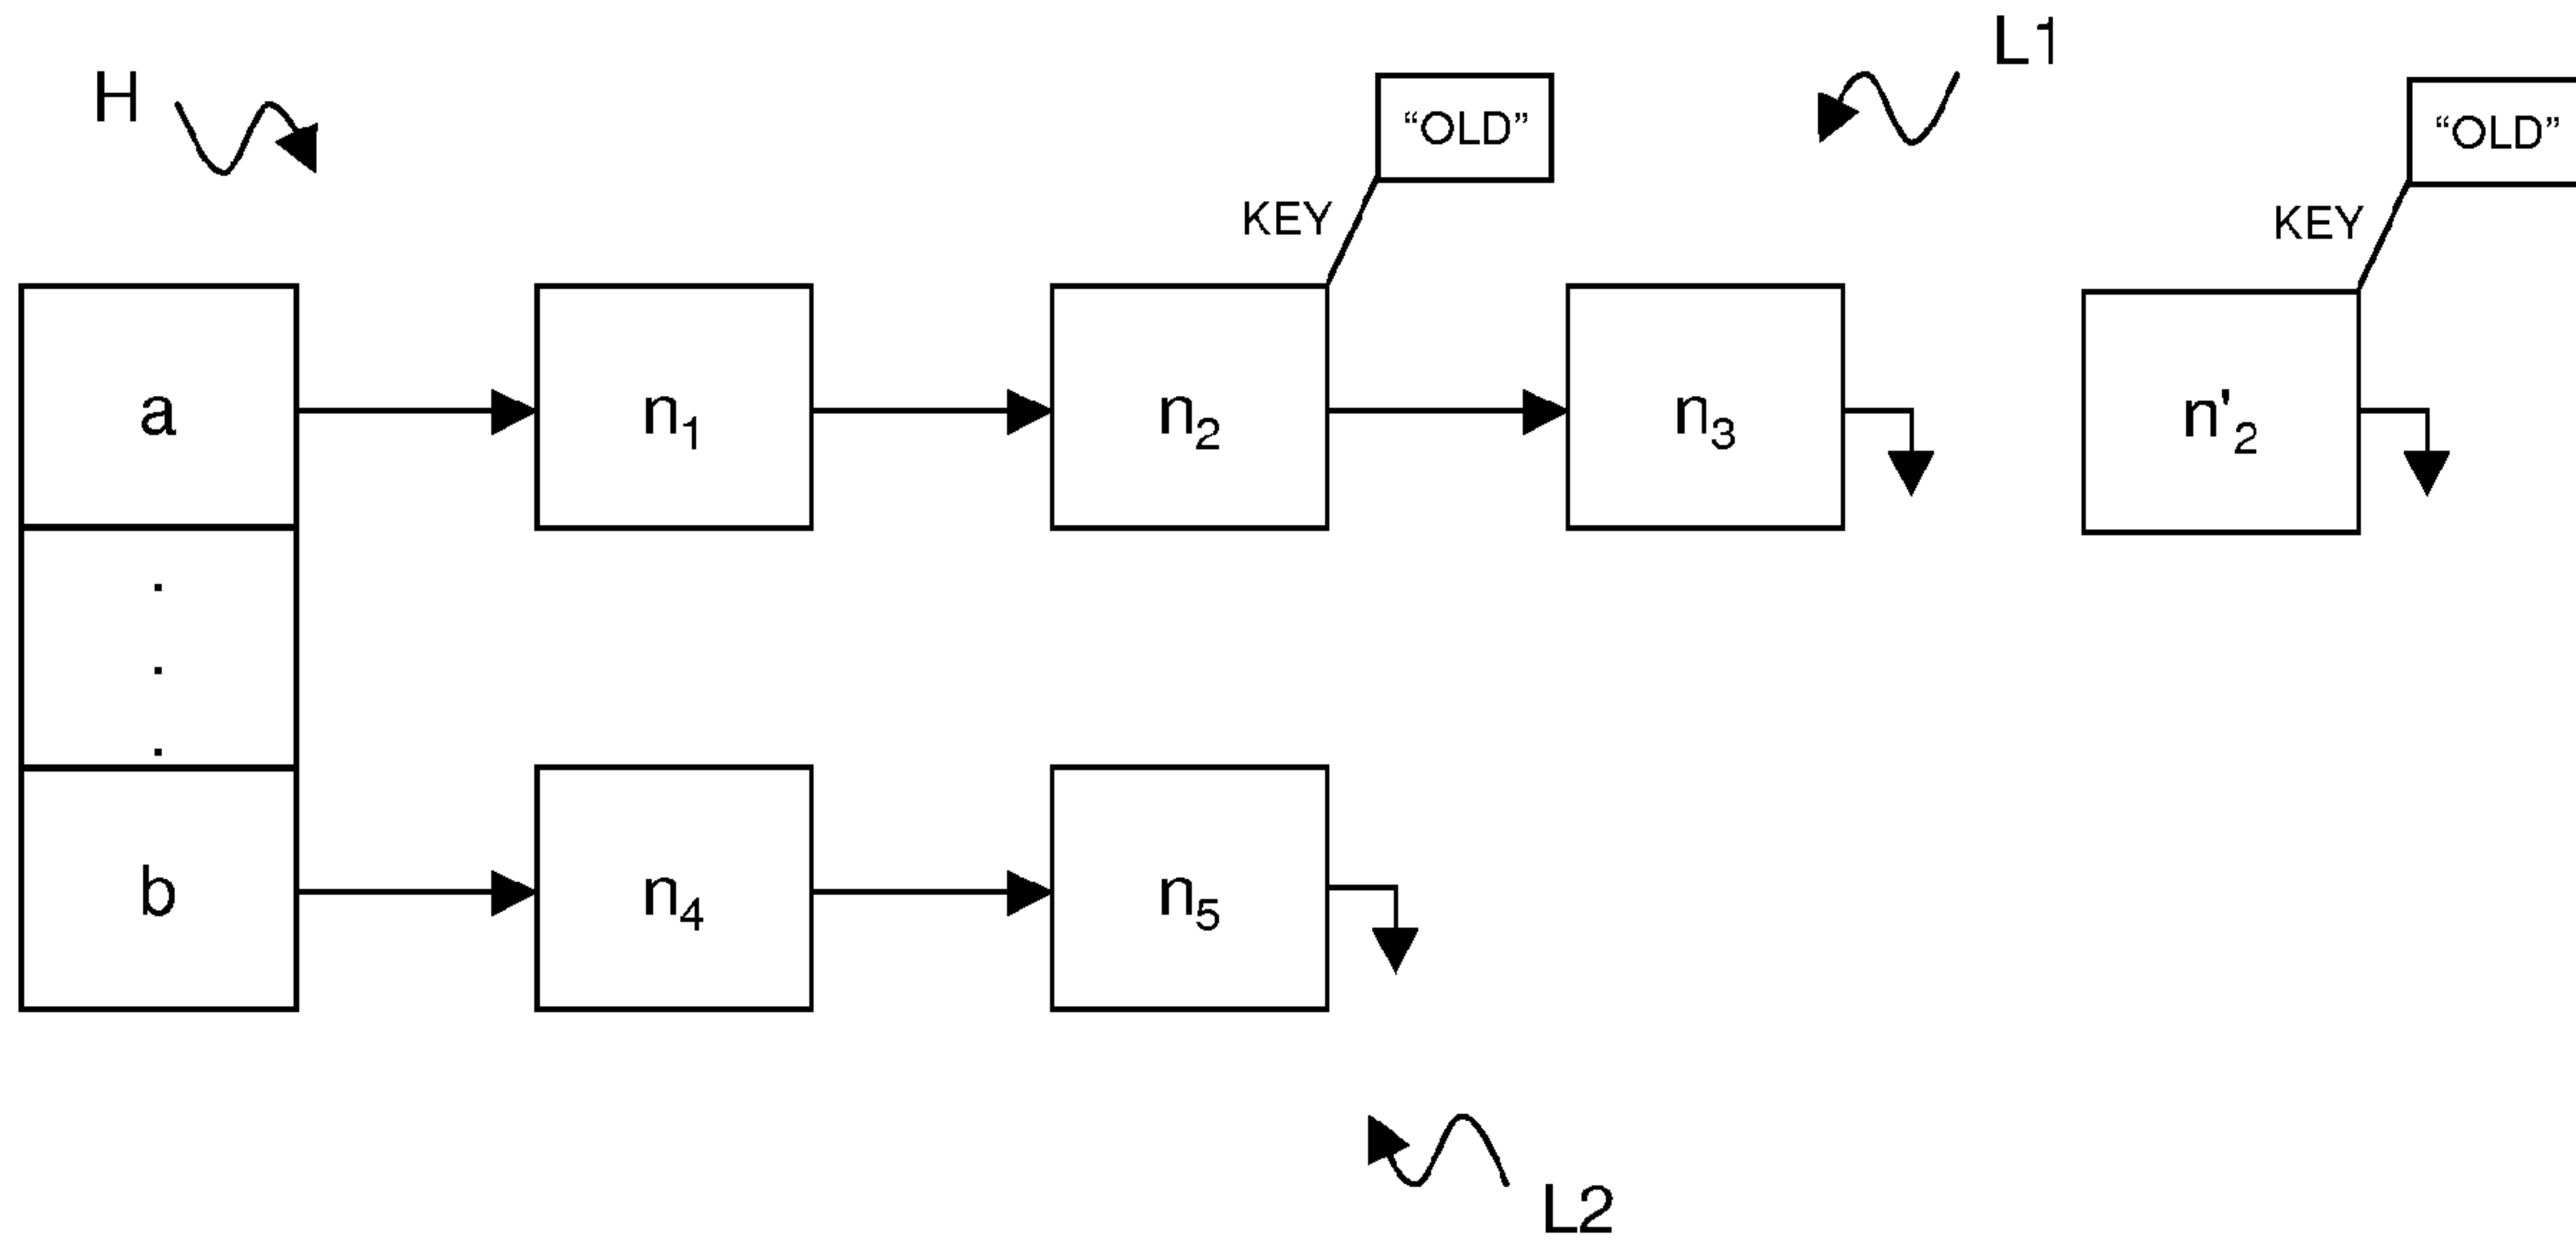 H
L1
“OLD”
“OLD”
KEY
KEY
a
n₁
n₂
n₃
n'₂
.
.
.
b
n₄
n₅
L2